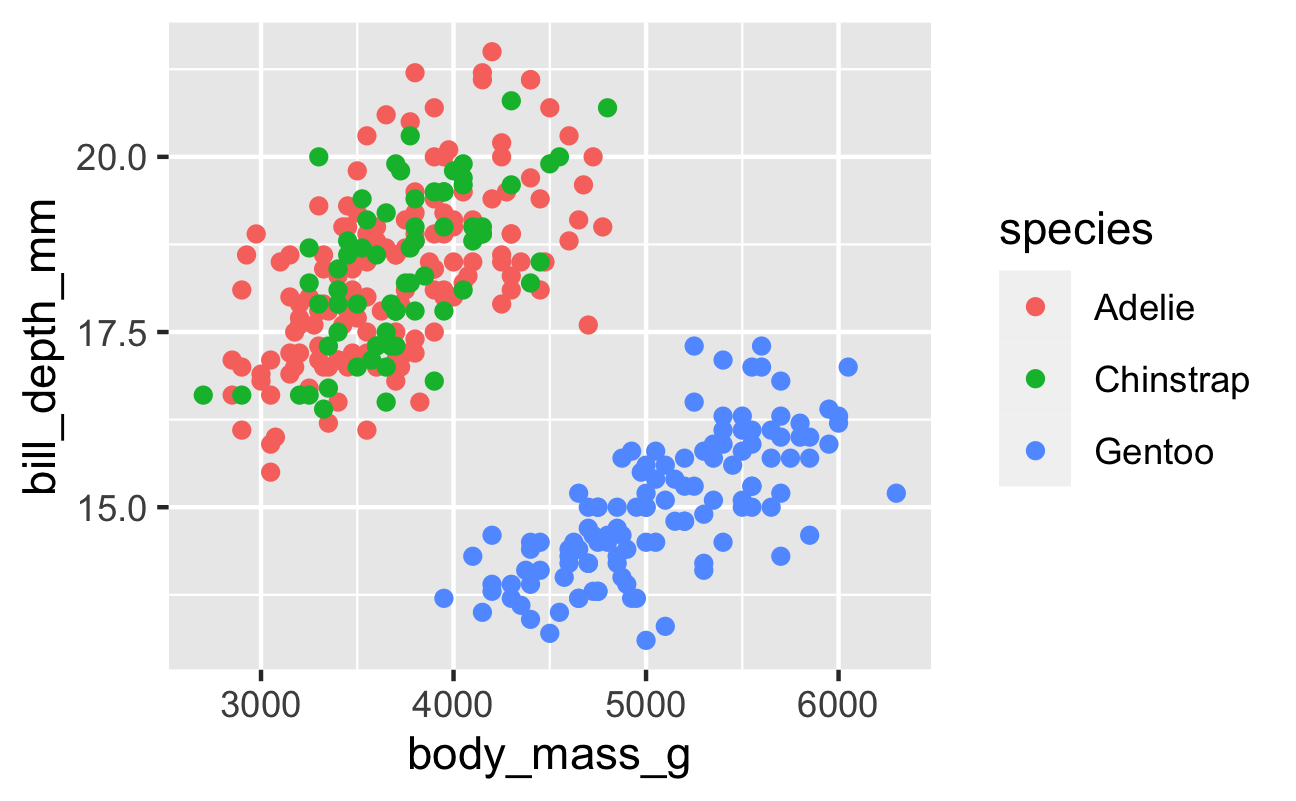 bill_depth_mm
20.0
17.5
15.0
3000 4000 5000 6000
body_mass_g
species
Adelie
Chinstrap
Gentoo